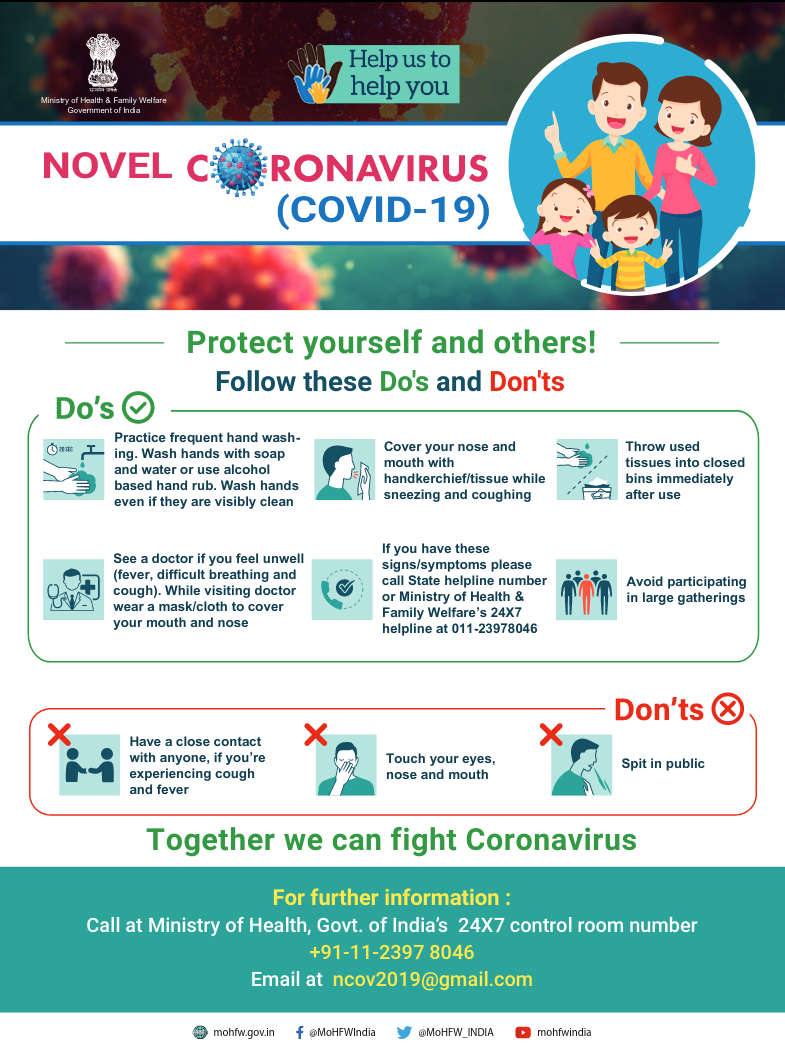 सत्यमेव जयते
Ministry of Health & Family Welfare
Government of India
Help us to
help you
NOVEL CORONAVIRUS
(COVID-19)
Protect yourself and others!
Follow these Do's and Don'ts
Do's
20 SEC
Practice frequent hand wash-
ing. Wash hands with soap
and water or use alcohol
based hand rub. Wash hands
even if they are visibly clean
Cover your nose and
mouth with
handkerchief/tissue while
sneezing and coughing
Throw used
tissues into closed
bins immediately
after use
See a doctor if you feel unwell
(fever, difficult breathing and
cough). While visiting doctor
wear a mask/cloth to cover
your mouth and nose
If you have these
signs/symptoms please
call State helpline number
or Ministry of Health &
Family Welfare's 24X7
helpline at 011-23978046
Avoid participating
in large gatherings
Don'ts
Have a close contact
with anyone, if you're
experiencing cough
and fever
Touch your eyes,
nose and mouth
Spit in public
Together we can fight Coronavirus
For further information :
Call at Ministry of Health, Govt. of India's 24X7 control room number
+91-11-2397 8046
Email at ncov2019@gmail.com
mohfw.gov.in @MoHFWIndia @MoHFW_INDIA mohfwindia